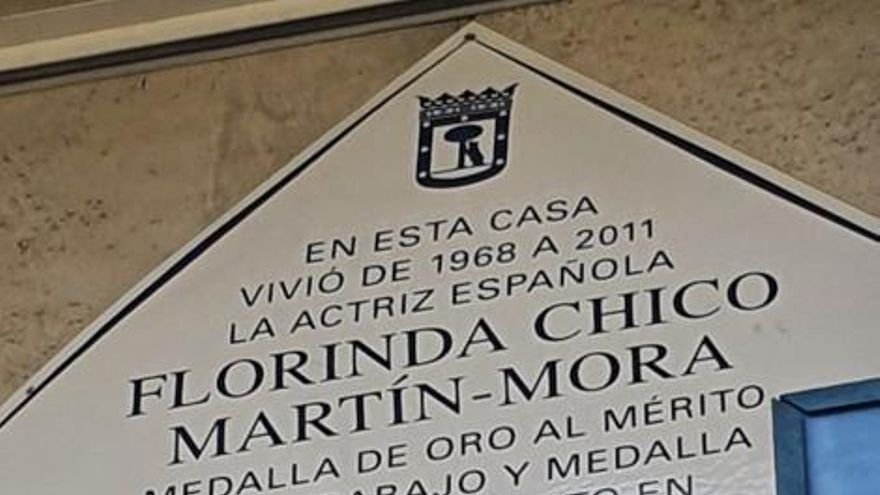 EN ESTA CASA
VIVIÓ DE 1968 A 2011
LA ACTRIZ ESPAÑOLA
FLORINDA CHICO
MARTÍN-MORA
MEDALLA DE ORO AL MÉRITO
Y MEDALLA
EN